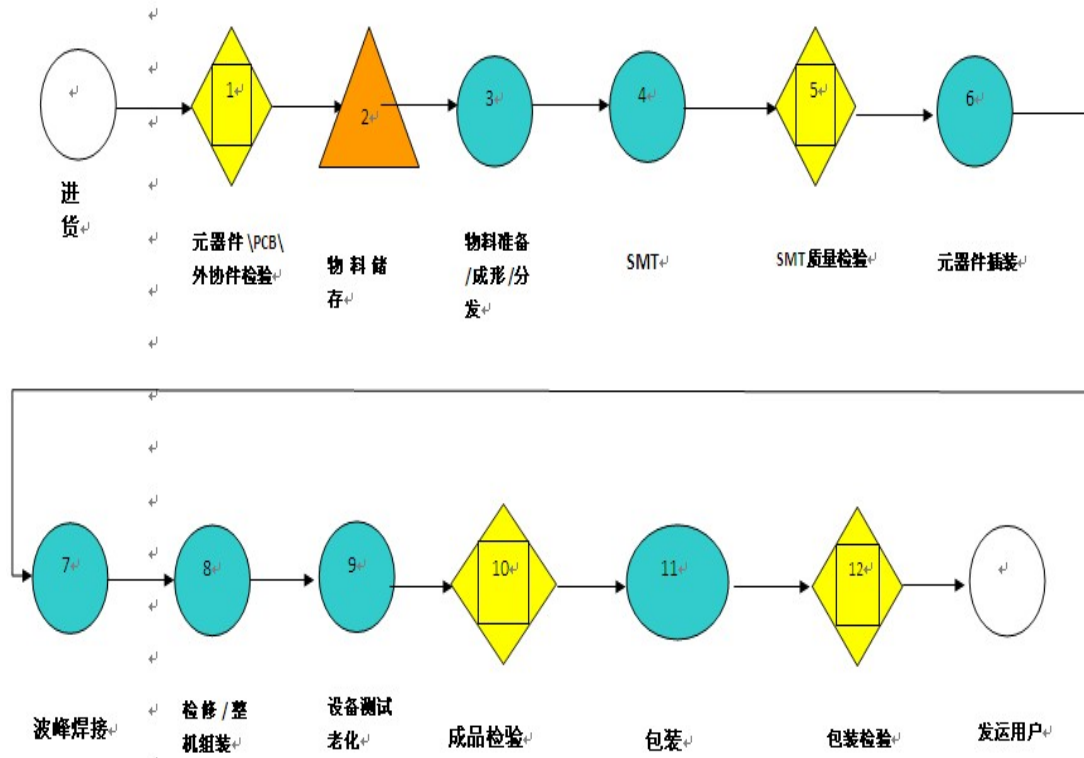 1
2
3
4
5
6
进
货
元器件\PCB\
外协件检验
物料储
存
物料准备
/成形/分
发
SMT
SMT质量检验
元器件插装
7
8
9
10
11
12
波峰焊接
检修/整
机组装
设备测试
老化
成品检验
包装
包装检验
发运用户